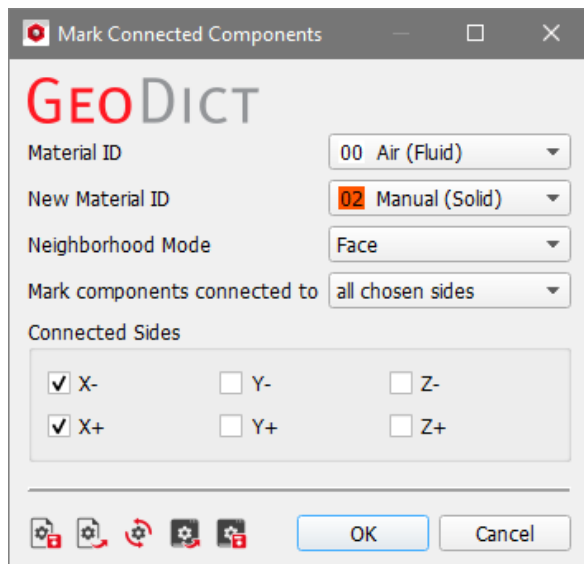 Mark Connected Components
GEODICT
Material ID 00 Air (Fluid)
New Material ID 02 Manual (Solid)
Neighborhood Mode Face
Mark components connected to all chosen sides
Connected Sides
X- Y- Z-
X+ Y+ Z+
OK Cancel